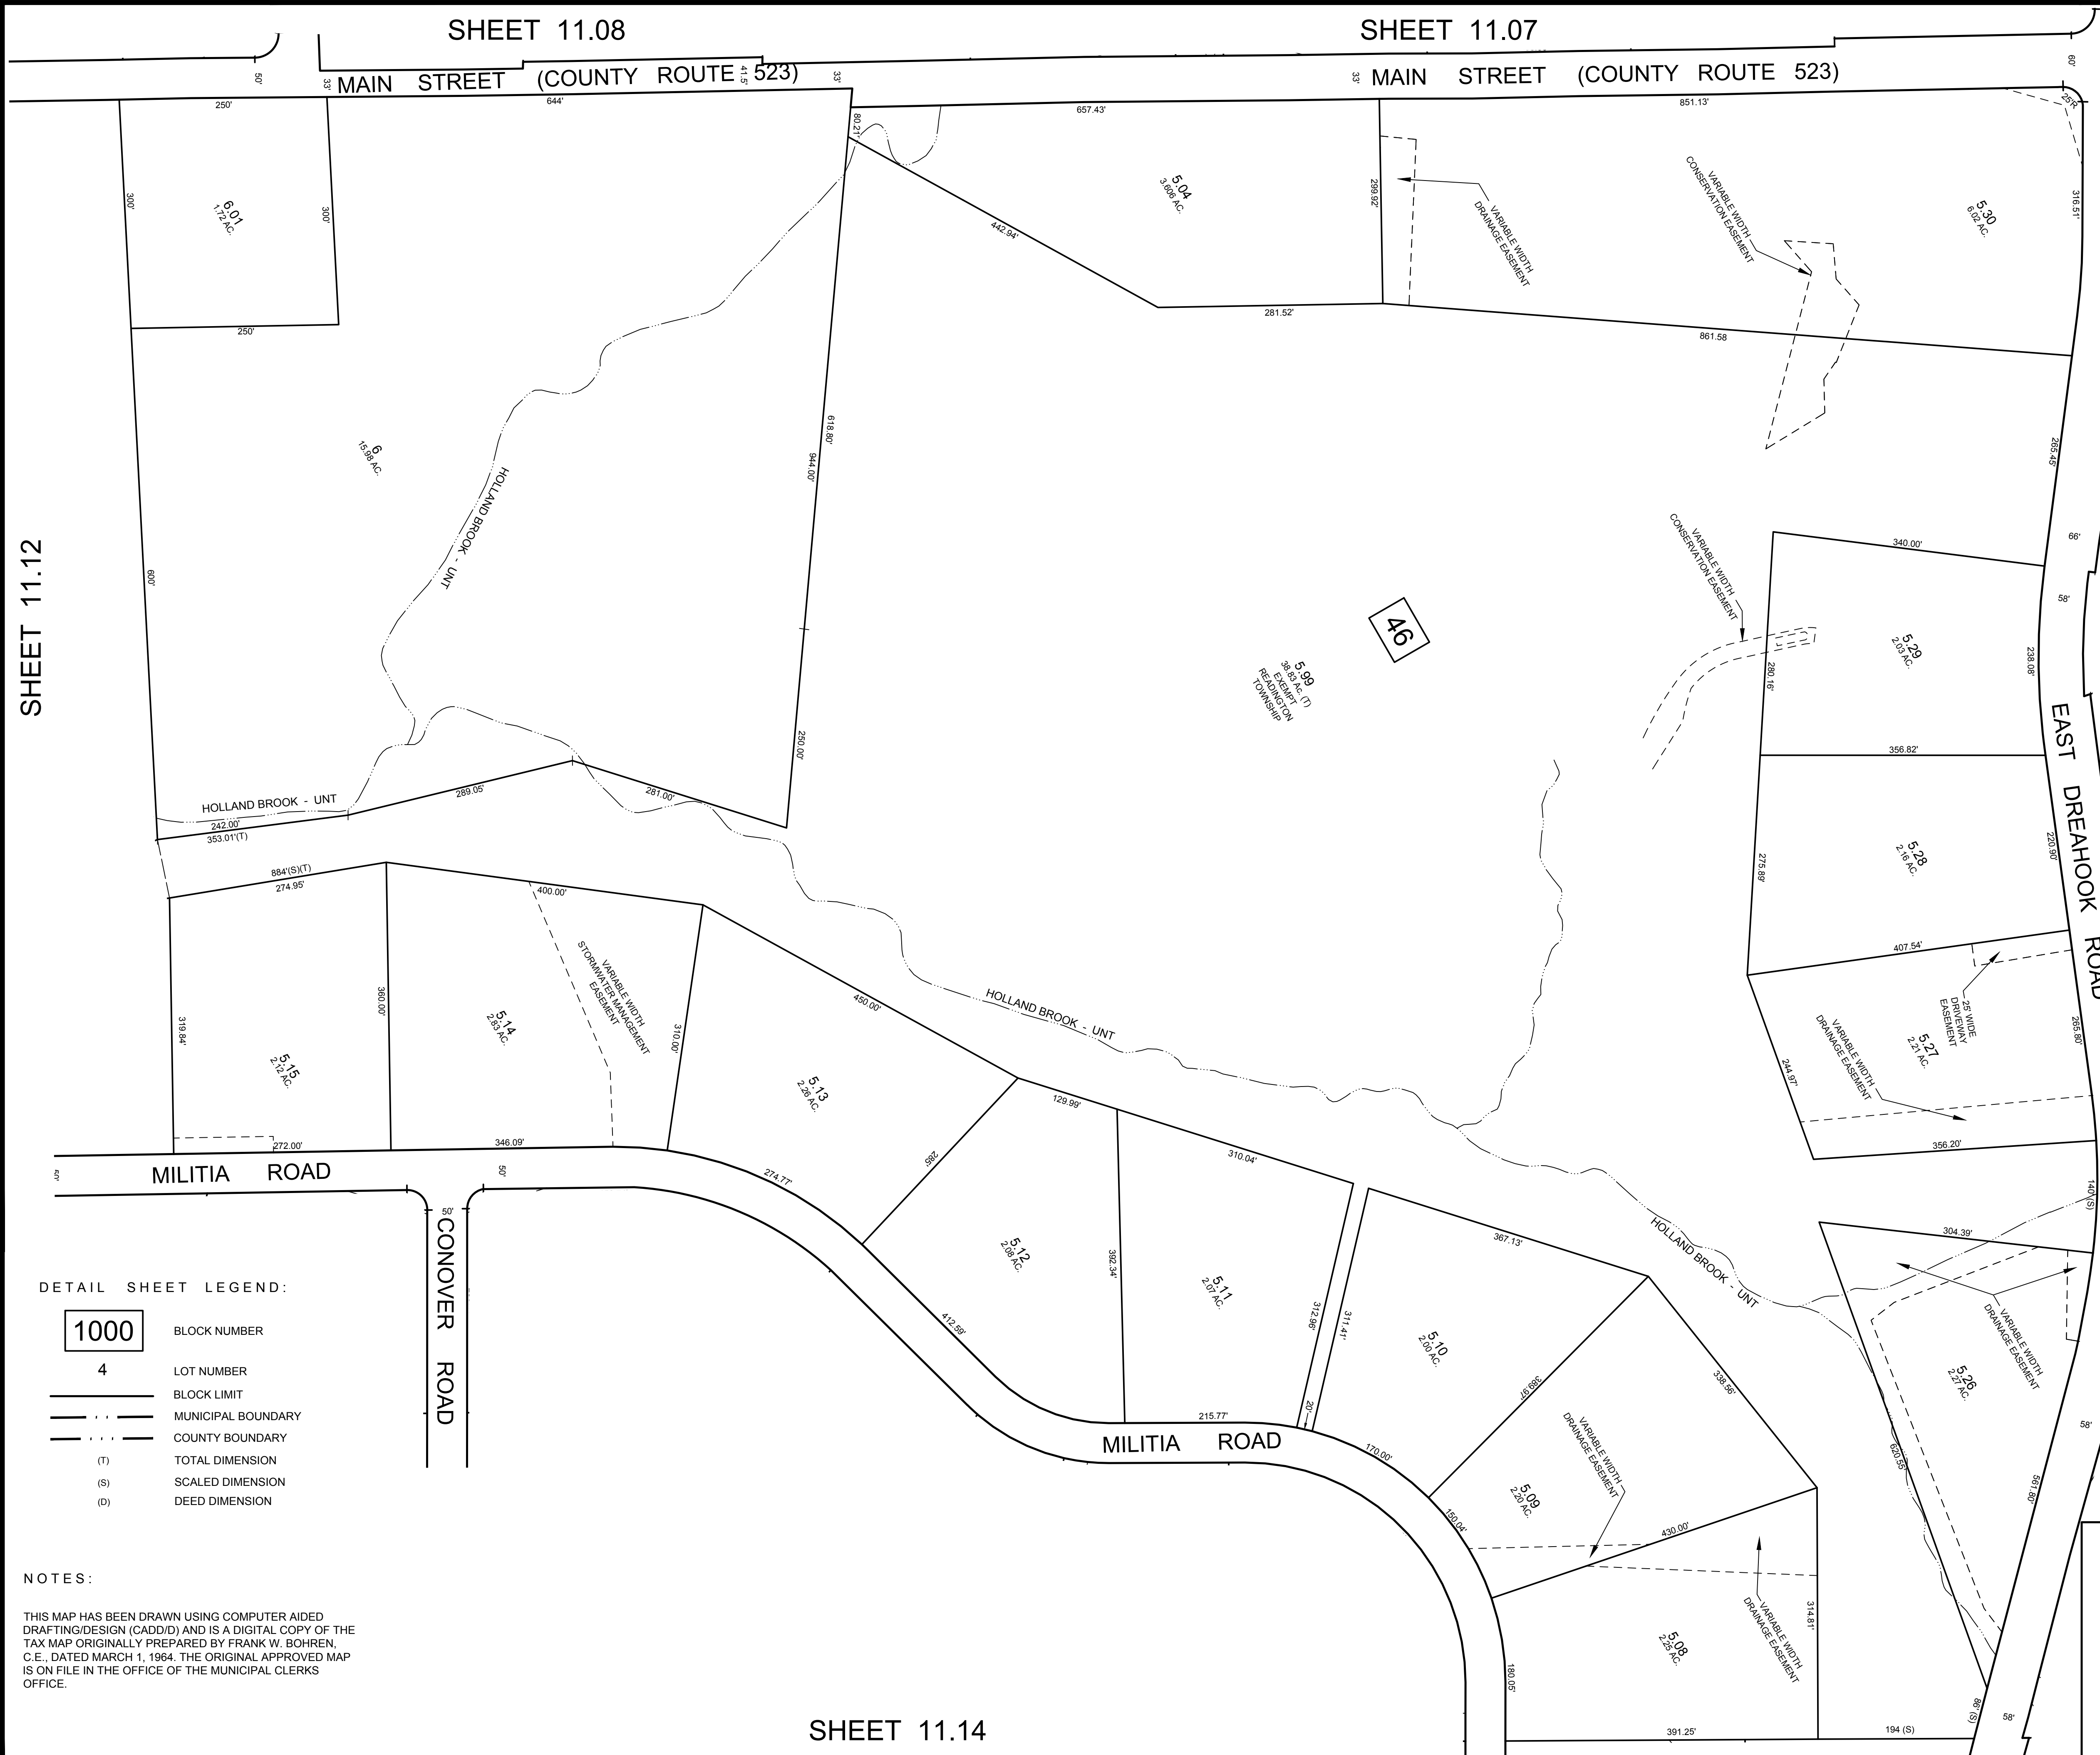 SHEET 11.08
SHEET 11.07
50'
33'
MAIN STREET (COUNTY ROUTE 523)
41.5'
33'
33'
MAIN STREET (COUNTY ROUTE 523)
60'
250'
644'
80.21'
657.43'
851.13'
25'R
300'
6.01
1.72 AC.
300'
250'
5.04
3.606 AC.
442.94'
281.52'
299.92'
VARIABLE WIDTH
DRAINAGE EASEMENT
VARIABLE WIDTH
CONSERVATION EASEMENT
5.30
6.02 AC.
316.51'
861.58
SHEET 11.12
6
15.98 AC.
600'
HOLLAND BROOK - UNT
618.80'
944.00'
250.00'
265.45'
66'
58'
VARIABLE WIDTH
CONSERVATION EASEMENT
340.00'
46
5.99
38.83 Ac. (T)
EXEMPT
READINGTON
TOWNSHIP
5.29
2.03 AC.
280.16'
238.08'
356.82'
EAST DREAHOOK ROAD
HOLLAND BROOK - UNT
242.00'
353.01'(T)
289.05'
281.00'
5.28
2.16 AC.
275.89'
220.90'
407.54'
884'(S)(T)
274.95'
400.00'
360.00'
319.84'
5.15
2.12 AC.
5.14
2.83 AC.
VARIABLE WIDTH
STORMWATER MANAGEMENT
EASEMENT
310.00'
450.00'
HOLLAND BROOK - UNT
25' WIDE
DRIVEWAY
EASEMENT
5.27
2.21 AC.
VARIABLE WIDTH
DRAINAGE EASEMENT
244.97'
265.80'
356.20'
5.13
2.26 AC.
129.99'
272.00'
346.09'
MILITIA ROAD
50'
50'
CONOVER ROAD
274.77'
285'
5.12
2.08 AC.
412.59'
392.34'
310.04'
5.11
2.07 AC.
312.96'
311.41'
367.13'
5.10
2.00 AC.
HOLLAND BROOK - UNT
140' (S)
304.39'
VARIABLE WIDTH
DRAINAGE EASEMENT
5.26
2.27 AC.
620.55'
561.80'
58'
215.77'
20'
MILITIA ROAD
170.00'
389.97'
338.56'
5.09
2.20 AC.
150.04'
VARIABLE WIDTH
DRAINAGE EASEMENT
430.00'
5.08
2.25 AC.
VARIABLE WIDTH
DRAINAGE EASEMENT
314.81'
180.05'
391.25'
194 (S)
86' (S)
58'
DETAIL SHEET LEGEND:
1000 BLOCK NUMBER
4 LOT NUMBER
BLOCK LIMIT
MUNICIPAL BOUNDARY
COUNTY BOUNDARY
(T) TOTAL DIMENSION
(S) SCALED DIMENSION
(D) DEED DIMENSION
NOTES:
THIS MAP HAS BEEN DRAWN USING COMPUTER AIDED
DRAFTING/DESIGN (CADD/D) AND IS A DIGITAL COPY OF THE
TAX MAP ORIGINALLY PREPARED BY FRANK W. BOHREN,
C.E., DATED MARCH 1, 1964. THE ORIGINAL APPROVED MAP
IS ON FILE IN THE OFFICE OF THE MUNICIPAL CLERKS
OFFICE.
SHEET 11.14